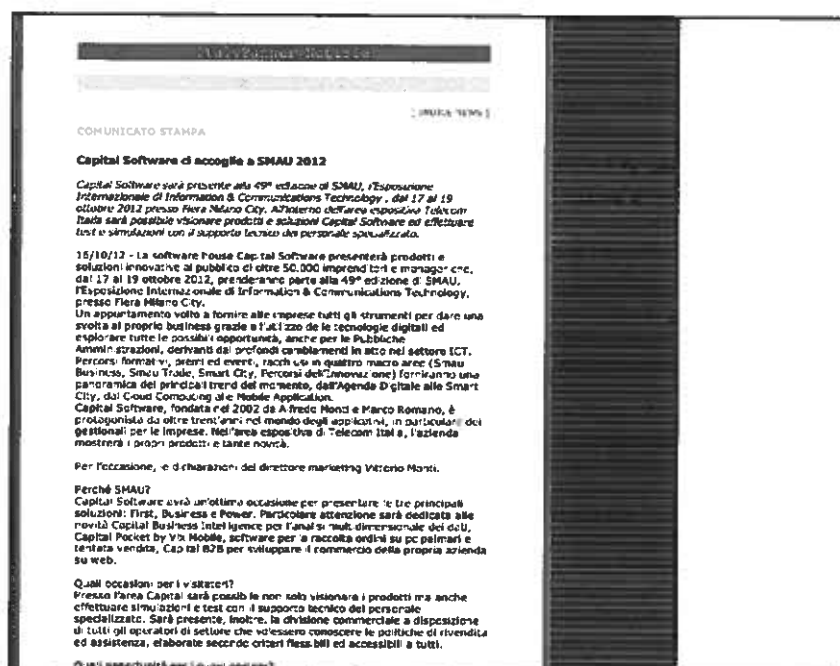 COMUNICATO STAMPA
Capital Software ci accoglie a SMAU 2012
Capital Software sarà presente alla 49ª edizione di SMAU, l'Esposizione
Internazionale di Information & Communications Technology , dal 17 al 19
ottobre 2012 presso Fiera Milano City. All'interno dell'area espositiva Telecom
Italia sarà possibile visionare prodotti e soluzioni Capital Software ed effettuare
test e simulazioni con il supporto tecnico del personale specializzato.
16/10/12 - La software house Capital Software presenterà prodotti e
soluzioni innovative al pubblico di oltre 50.000 imprenditori e manager che,
dal 17 al 19 ottobre 2012, prenderanno parte alla 49ª edizione di SMAU,
l'Esposizione Internazionale di Information & Communications Technology,
presso Fiera Milano City.
Un appuntamento volto a fornire alle imprese tutti gli strumenti per dare una
svolta al proprio business grazie all'utilizzo delle tecnologie digitali ed
esplorare tutte le possibili opportunità, anche per le Pubbliche
Amministrazioni, derivanti dai profondi cambiamenti in atto nel settore ICT.
Percorsi formativi, premi ed eventi, racchiusi in quattro macro aree (Smau
Business, Smau Trade, Smart City, Percorsi dell'Innovazione) forniranno una
panoramica dei principali trend del momento, dall'Agenda Digitale alle Smart
City, dal Cloud Computing alle Mobile Application.
Capital Software, fondata nel 2002 da Alfredo Monti e Marco Romano, è
protagonista da oltre trent'anni nel mondo degli applicativi, in particolare dei
gestionali per le imprese. Nell'area espositiva di Telecom Italia, l'azienda
mostrerà i propri prodotti e tante novità.
Per l'occasione, le dichiarazioni del direttore marketing Vittorio Monti.
Perché SMAU?
Capital Software avrà un'ottima occasione per presentare le tre principali
soluzioni: First, Business e Power. Particolare attenzione sarà dedicata alle
novità Capital Business Intelligence per l'analisi multidimensionale dei dati,
Capital Pocket by Vix Mobile, software per la raccolta ordini su pc palmari e
tentata vendita, Capital B2B per sviluppare il commercio della propria azienda
su web.
Quali occasioni per i visitatori?
Presso l'area Capital sarà possibile non solo visionare i prodotti ma anche
effettuare simulazioni e test con il supporto tecnico del personale
specializzato. Sarà presente, inoltre, la divisione commerciale a disposizione
di tutti gli operatori di settore che volessero conoscere le politiche di rivendita
ed assistenza, elaborate secondo criteri flessibili ed accessibili a tutti.